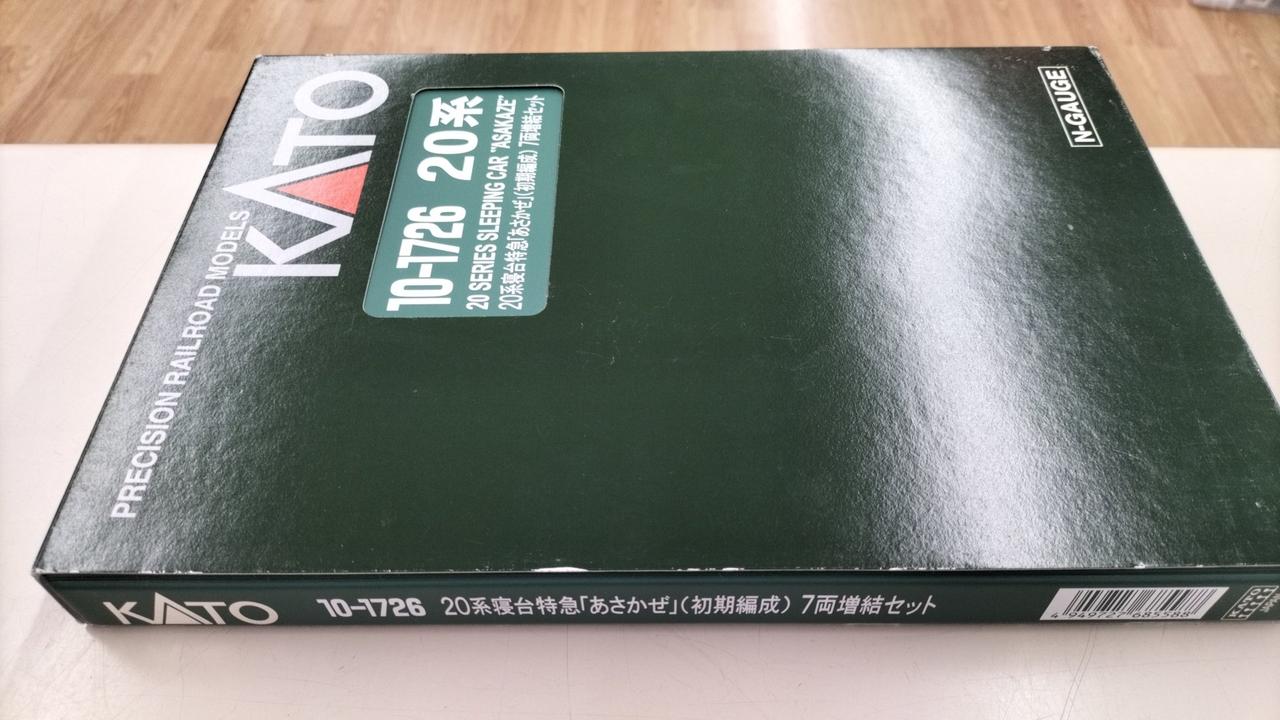 PRECISION RAILROAD MODELS
KATO
10-1726 20系
20 SERIES SLEEPING CAR "ASAKAZE"
20系寝台特急「あさかぜ」(初期編成) 7両増結セット
N-GAUGE
KATO 10-1726 20系寝台特急「あさかぜ」(初期編成) 7両増結セット
4 949727 685588